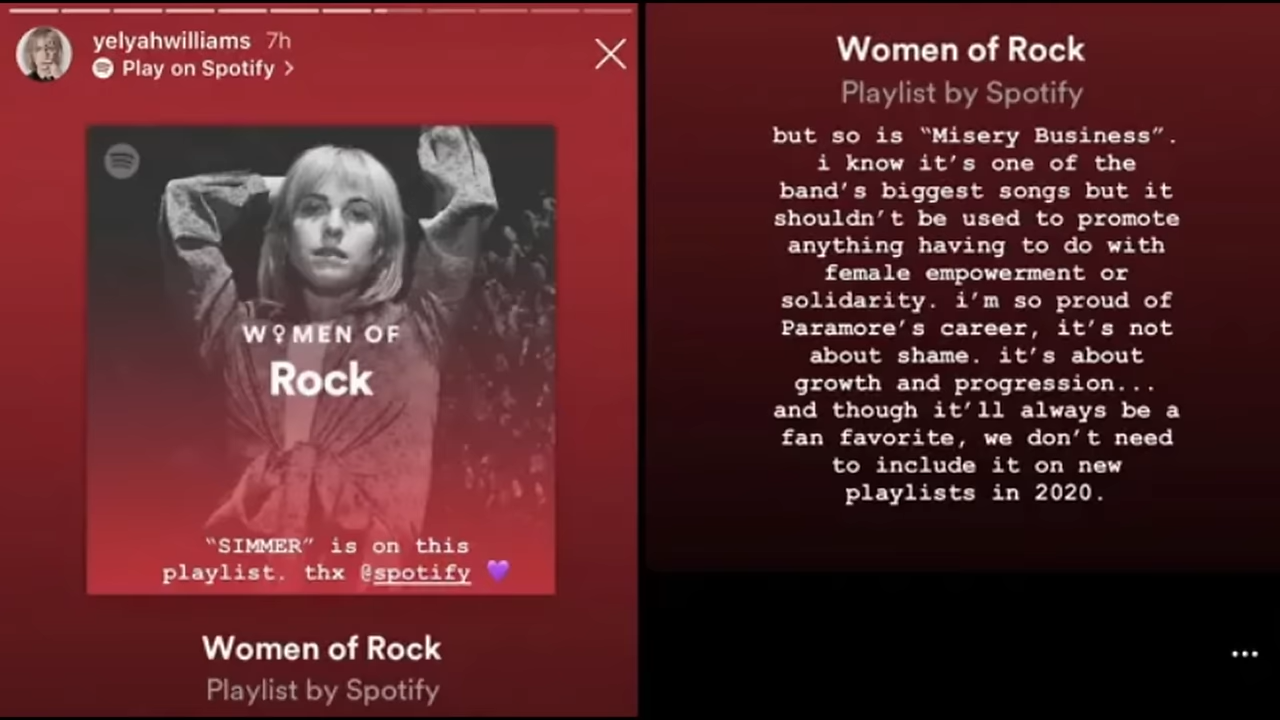 yelyahwilliams 7h
Play on Spotify >
W♀MEN OF
Rock
“SIMMER” is on this
playlist. thx @spotify 💜
Women of Rock
Playlist by Spotify
Women of Rock
Playlist by Spotify
but so is “Misery Business”.
i know it’s one of the
band’s biggest songs but it
shouldn’t be used to promote
anything having to do with
female empowerment or
solidarity. i’m so proud of
Paramore’s career, it’s not
about shame. it’s about
growth and progression...
and though it’ll always be a
fan favorite, we don’t need
to include it on new
playlists in 2020.